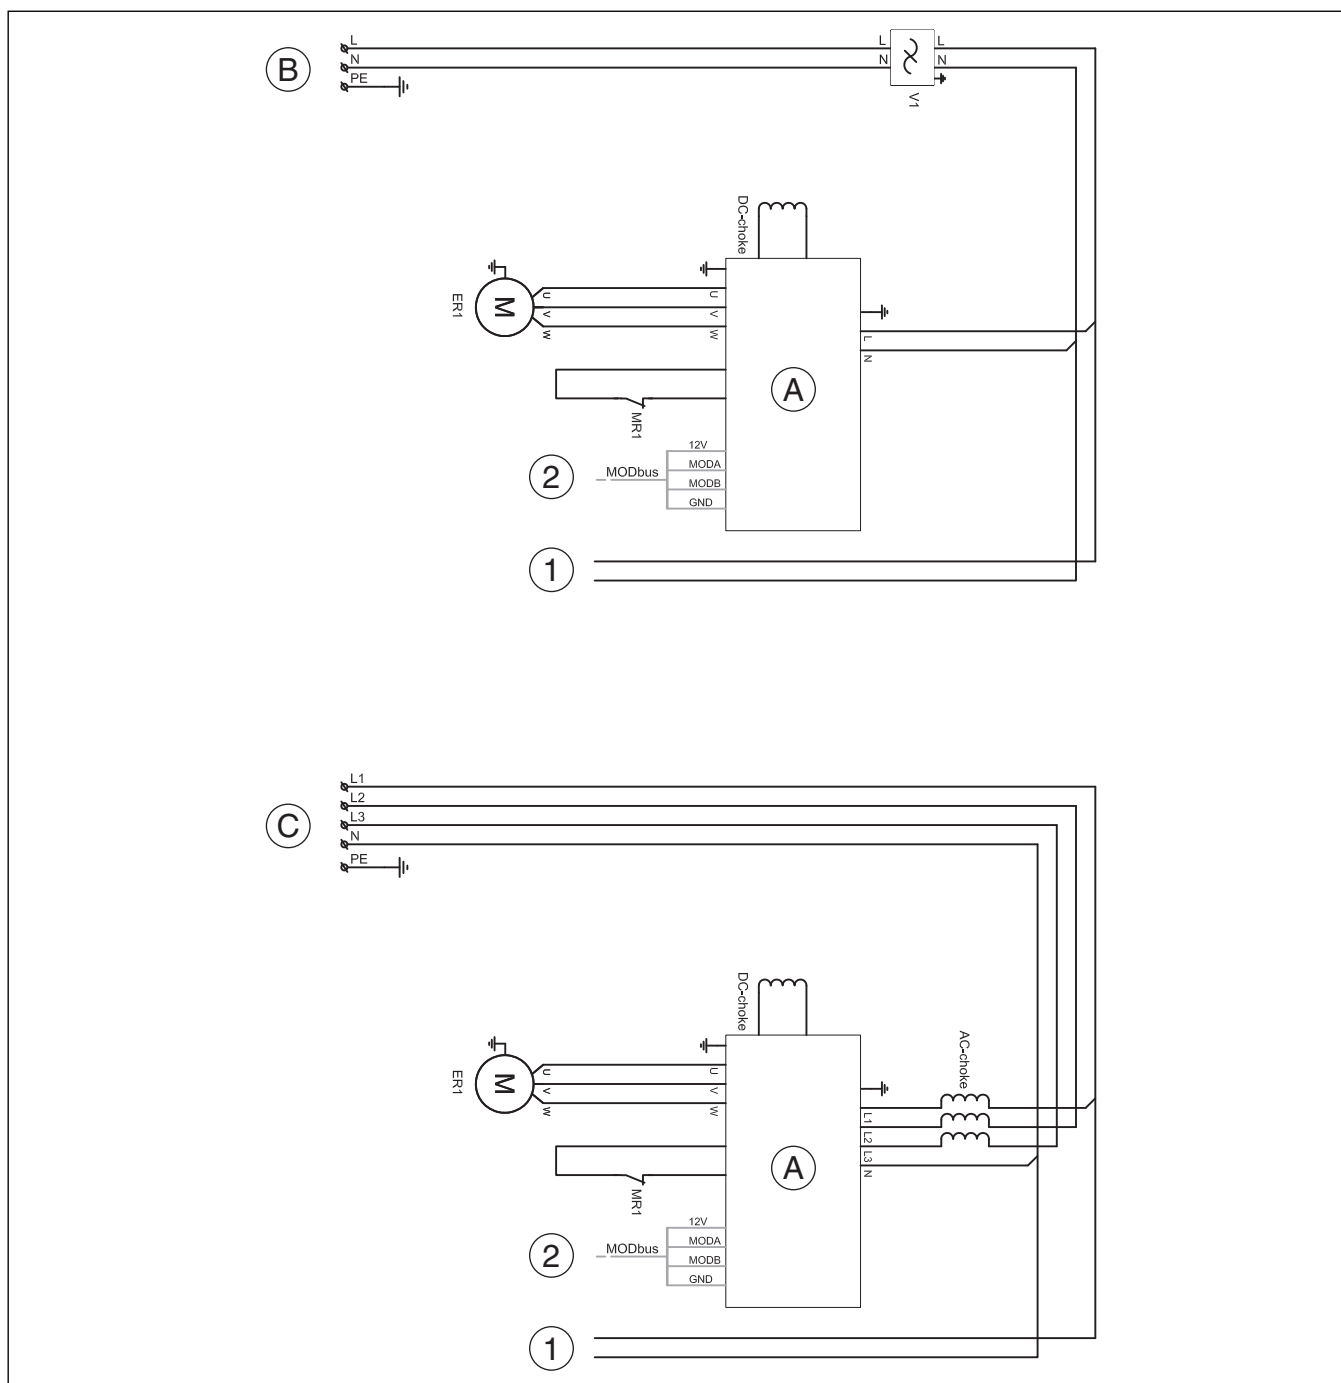 L
N
PE
B
L
N
L
N
V1
DC-choke
ER1
M
U
V
W
U
V
W
L
N
A
MR1
2
MODbus
12V
MODA
MODB
GND
1
L1
L2
L3
N
PE
C
DC-choke
AC-choke
ER1
M
U
V
W
U
V
W
L1
L2
L3
N
A
MR1
2
MODbus
12V
MODA
MODB
GND
1